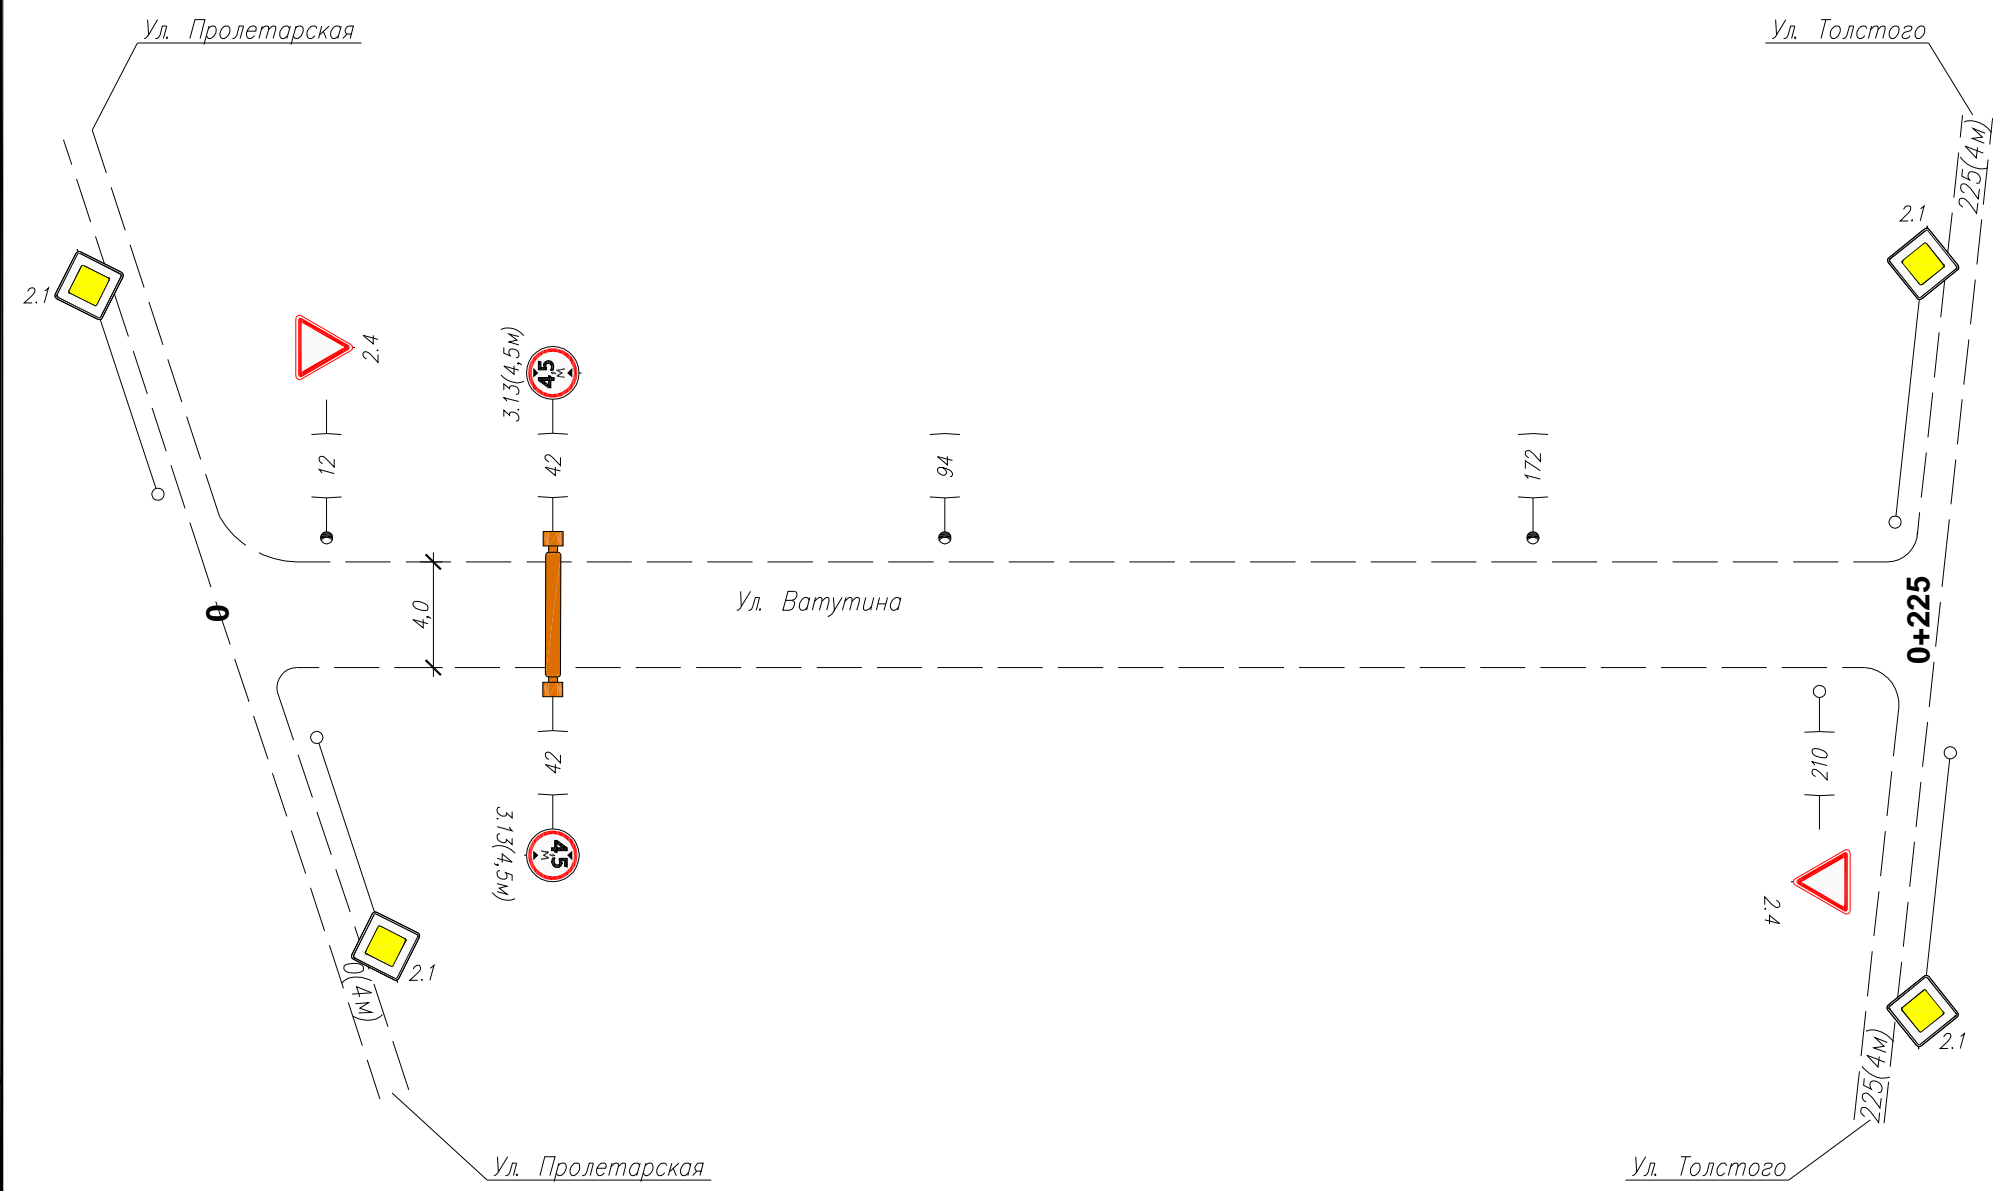 Ул. Пролетарская
Ул. Толстого
225(4м)
2.1
2.1
2.4
3.13(4,5м)
4.5
м
12
42
94
172
0
4,0
Ул. Ватутина
0+225
42
210
3.13(4,5м)
4.5
м
2.4
2.1
0(4м)
2.1
225(4м)
Ул. Пролетарская
Ул. Толстого